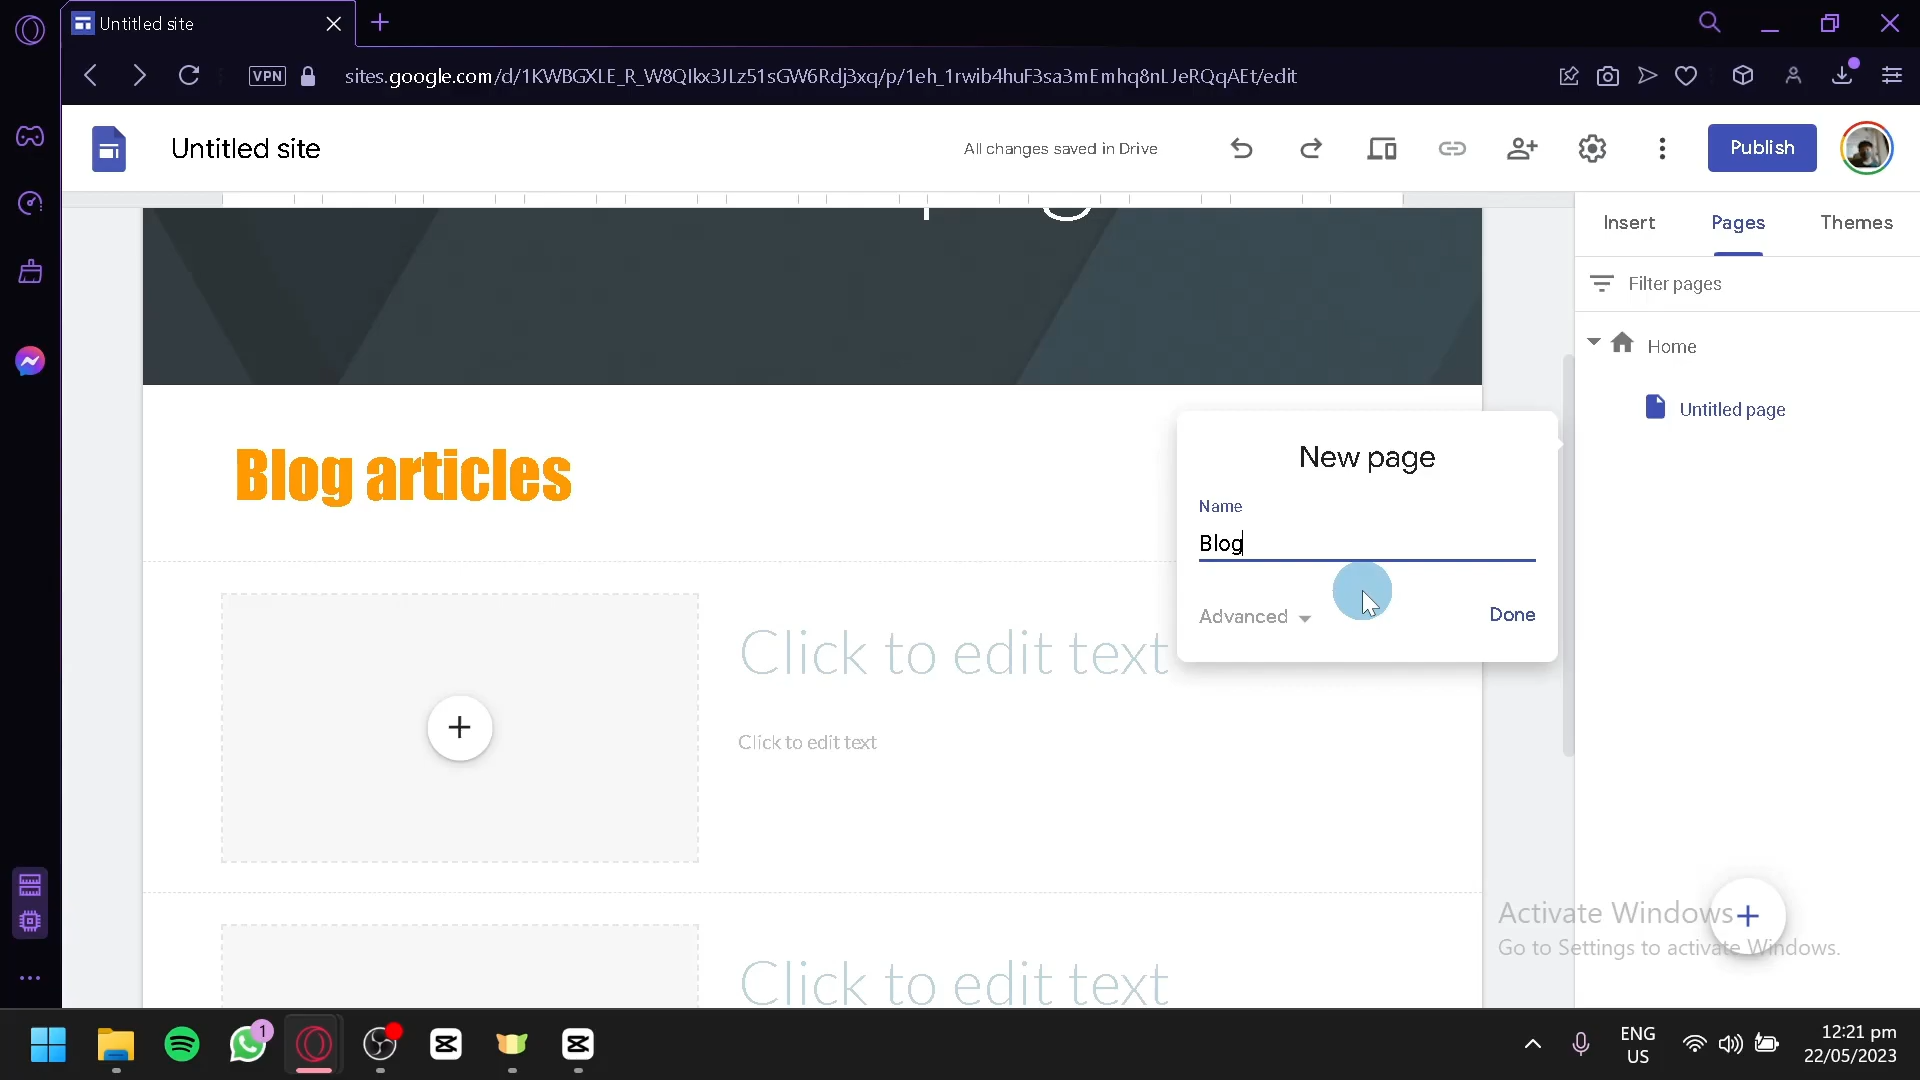 Untitled site
VPN
sites.google.com/d/1KWBGXLE_R_W8QIkx3JLz51sGW6Rdj3xq/p/1eh_1rwib4huF3sa3mEmhq8nLJeRQqAEt/edit
Untitled site
All changes saved in Drive
Publish
Insert
Pages
Themes
Filter pages
Home
Untitled page
Blog articles
New page
Name
Blog
Advanced
Done
Click to edit text
Click to edit text
Click to edit text
Activate Windows
Go to Settings to activate Windows.
1
ENG
US
12:21 pm
22/05/2023